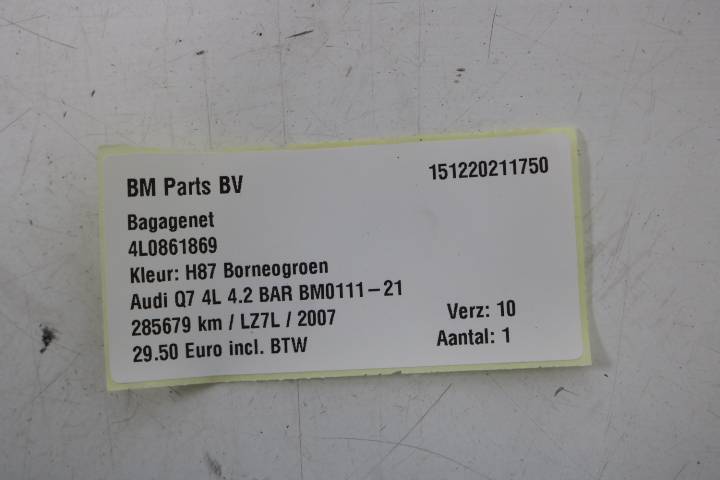 BM Parts BV 151220211750
Bagagenet
4L0861869
Kleur: H87 Borneogroen
Audi Q7 4L 4.2 BAR BM0111-21
285679 km / LZ7L / 2007 Verz: 10
29.50 Euro incl. BTW Aantal: 1